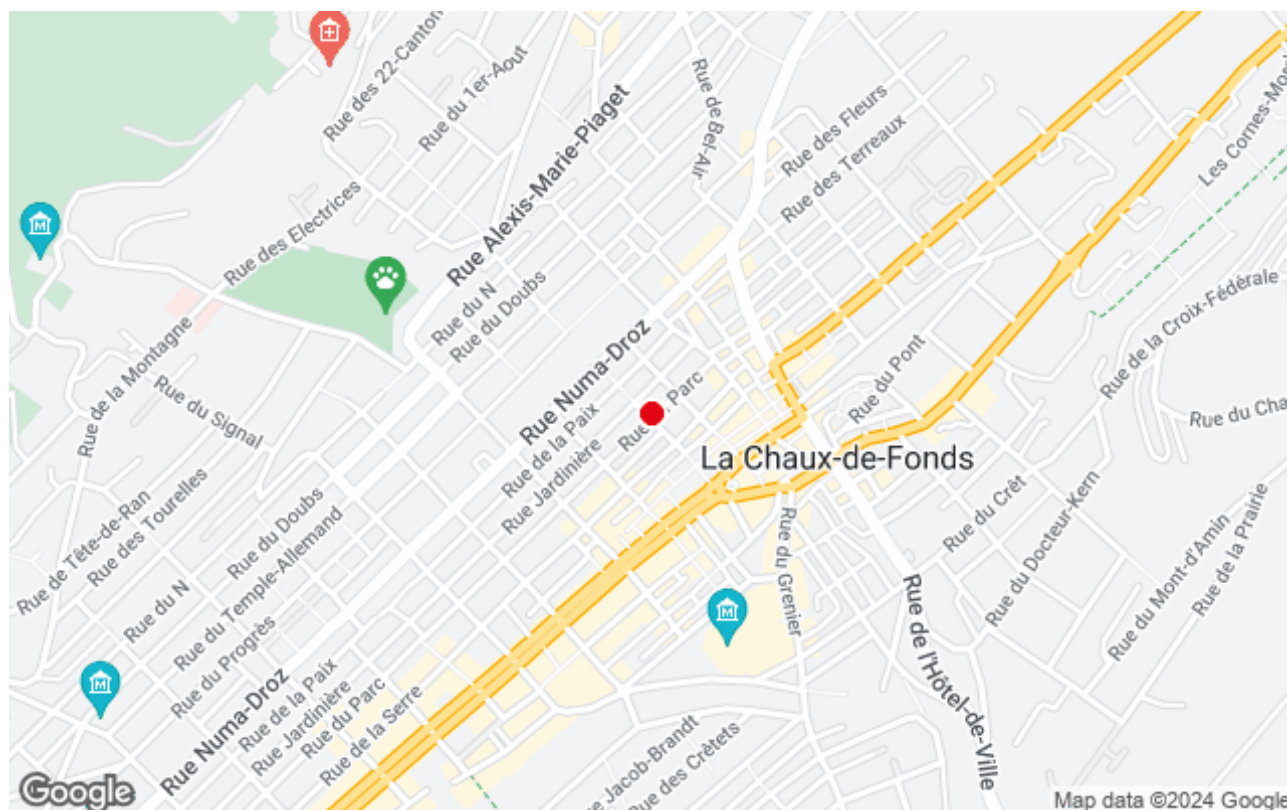 Rue des 22-Canton
Rue du 1er-Aout
Rue Alexis-Marie-Piaget
Rue de Bel-Air
Rue des Fleurs
Rue des Terreaux
Les Cornes-Mor
Rue des Electrices
Rue du N
Rue du Doubs
Rue de la Croix-Fédérale
Rue de la Montagne
Rue du Signal
Rue Numa-Droz
Rue du Pont
Rue Parc
Rue de la Paix
Rue Jardinière
Rue du Cha
La Chaux-de-Fonds
Rue du Crêt
Rue du Docteur-Kern
Rue du Mont-d'Amin
Rue de la Prairie
Rue de Tête-de-Ran
Rue des Tourelles
Rue du Doubs
Rue du Temple-Allemand
Rue du Grenier
Rue du N
Rue du Progrès
Rue de l'Hôtel-de-Ville
Rue Numa-Droz
Rue de la Paix
Rue Jardinière
Rue du Parc
Rue de la Serre
ue Jacob-Brandt
Rue des Crêtets
Google
Map data ©2024 Google